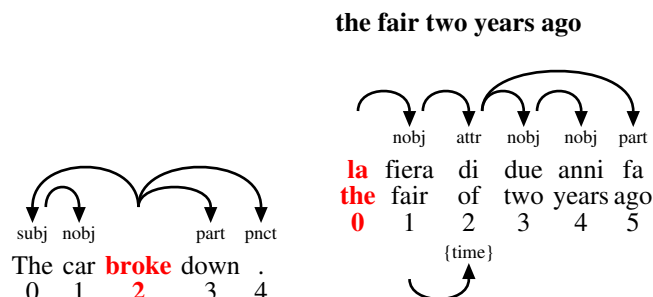 the fair two years ago
nobj attr nobj nobj part
la fiera di due anni fa
the fair of two years ago
0 1 2 3 4 5
{time}
subj nobj part pnct
The car broke down .
0 1 2 3 4